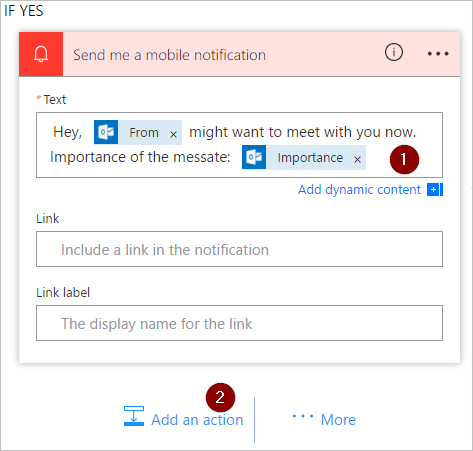 IF YES
Send me a mobile notification
* Text
Hey, From × might want to meet with you now.
Importance of the messate: Importance ×
1
Add dynamic content
Link
Include a link in the notification
Link label
The display name for the link
2
Add an action
··· More